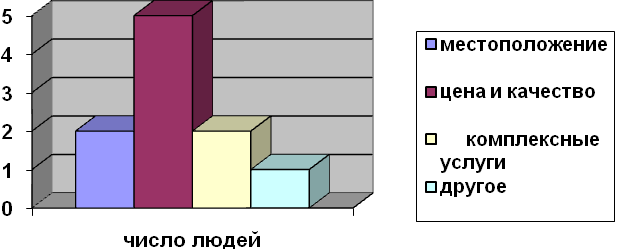 5
4
3
2
1
0
число людей
местоположение
цена и качество
комплексные
услуги
другое